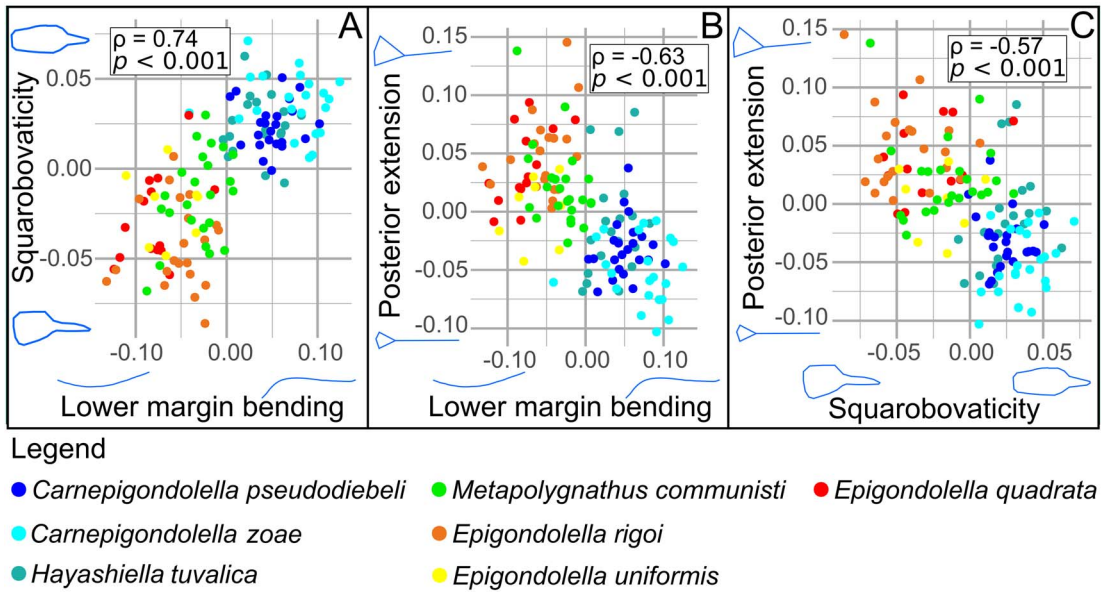 A
ρ = 0.74
p < 0.001
Squarobovaticity
0.05
0.00
-0.05
-0.10 0.00 0.10
Lower margin bending
B
ρ = -0.63
p < 0.001
Posterior extension
0.15
0.10
0.05
0.00
-0.05
-0.10
-0.10 0.00 0.10
Lower margin bending
C
ρ = -0.57
p < 0.001
Posterior extension
0.15
0.10
0.05
0.00
-0.05
-0.10
-0.05 0.00 0.05
Squarobovaticity
Legend
Carnepigondolella pseudodiebeli
Carnepigondolella zoae
Hayashiella tuvalica
Metapolygnathus communisti
Epigondolella rigoi
Epigondolella uniformis
Epigondolella quadrata